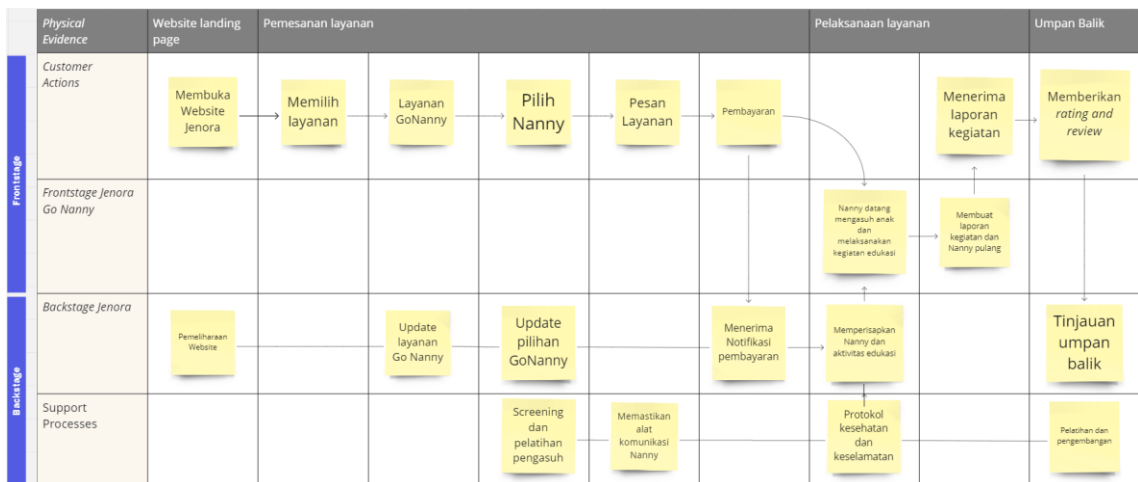 Physical
Evidence
Website landing
page
Pemesanan layanan
Pelaksanaan layanan
Umpan Balik
Frontstage
Customer
Actions
Membuka
Website
Jenora
Memilih
layanan
Layanan
GoNanny
Pilih
Nanny
Pesan
Layanan
Pembayaran
Menerima
laporan
kegiatan
Memberikan
rating and
review
Frontstage Jenora
Go Nanny
Nanny datang
mengasuh anak
dan
melaksanakan
kegiatan edukasi
Membuat
laporan
kegiatan dan
Nanny pulang
Backstage
Backstage Jenora
Pemeliharaan
Website
Update
layanan
Go Nanny
Update
pilihan
GoNanny
Menerima
Notifikasi
pembayaran
Memperisapkan
Nanny dan
aktivitas edukasi
Tinjauan
umpan
balik
Support
Processes
Screening
dan
pelatihan
pengasuh
Memastikan
alat
komunikasi
Nanny
Protokol
kesehatan
dan
keselamatan
Pelatihan dan
pengembangan